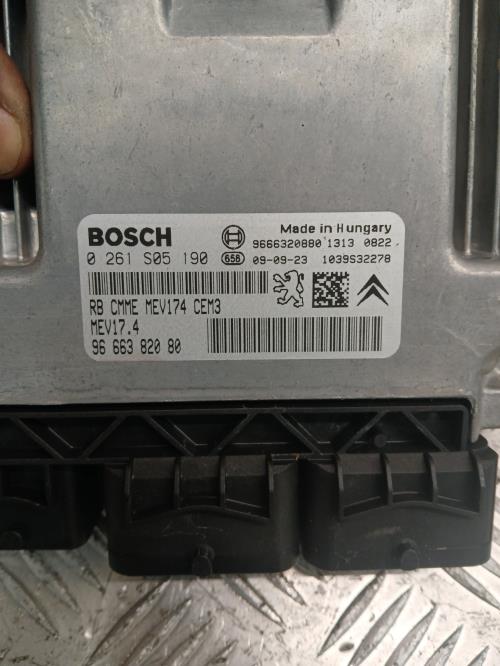 BOSCH
Made in Hungary
9666320880 1313 0822
0 261 S05 190
658
09-09-23 1039S32278
RB CMME MEV174 CEM3
MEV17.4
96 663 820 80